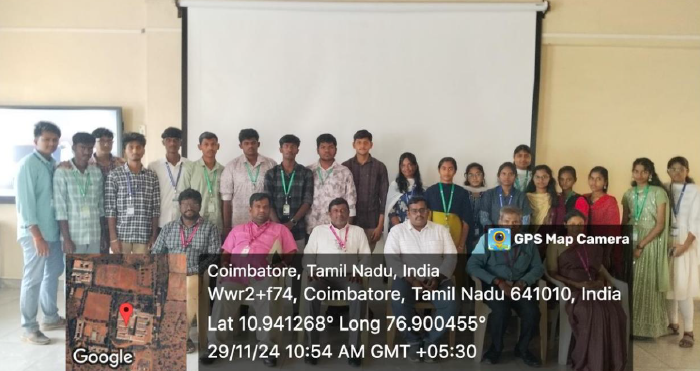 GPS Map Camera
Coimbatore, Tamil Nadu, India
Wwr2+f74, Coimbatore, Tamil Nadu 641010, India
Lat 10.941268° Long 76.900455°
29/11/24 10:54 AM GMT +05:30
Google